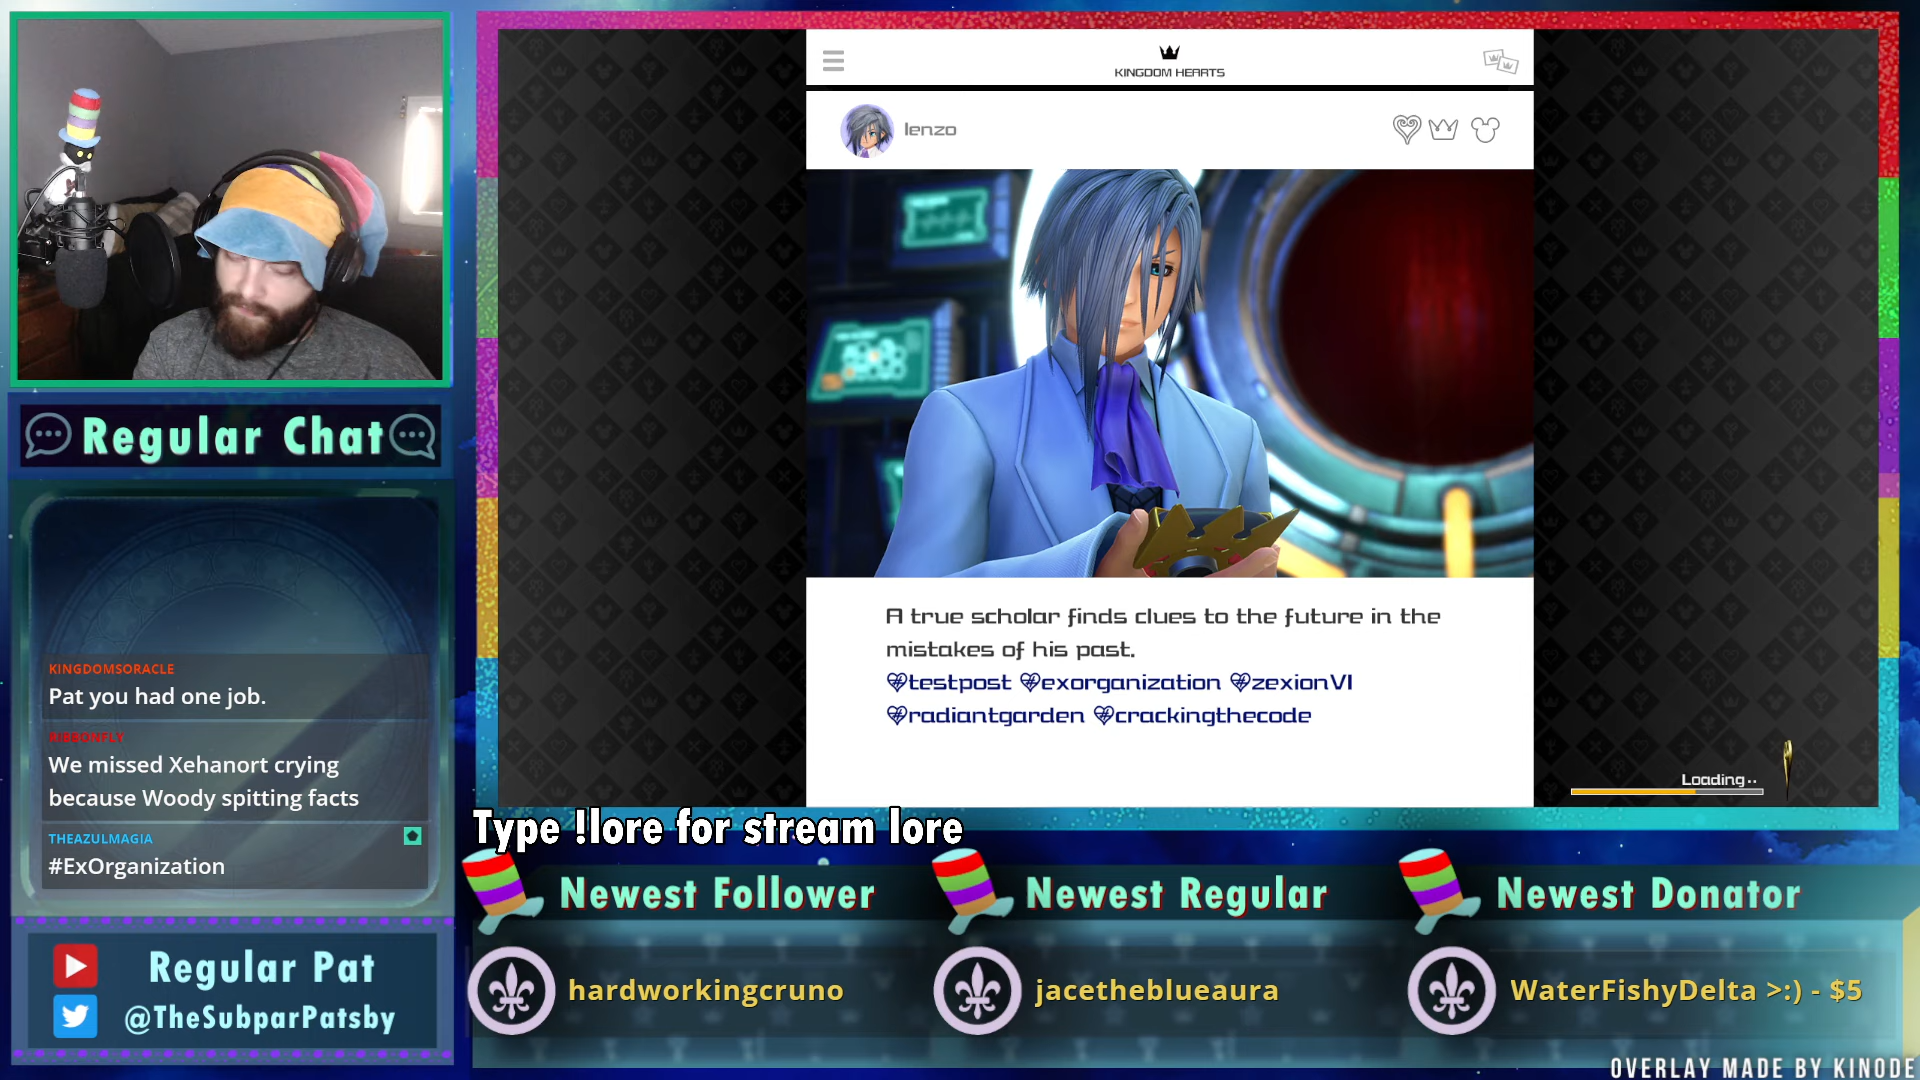 KINGDOM HEARTS
Ienzo
A true scholar finds clues to the future in the
mistakes of his past.
testpost exorganization zexionVI
radiantgarden crackingthecode
Loading..
Regular Chat
KINGDOMSORACLE
Pat you had one job.
RIBBONFLY
We missed Xehanort crying
because Woody spitting facts
THEAZULMAGIA
#ExOrganization
Regular Pat
@TheSubparPatsby
Type !lore for stream lore
Newest Follower
hardworkingcruno
Newest Regular
jacetheblueaura
Newest Donator
WaterFishyDelta >:) - $5
OVERLAY MADE BY KINODE